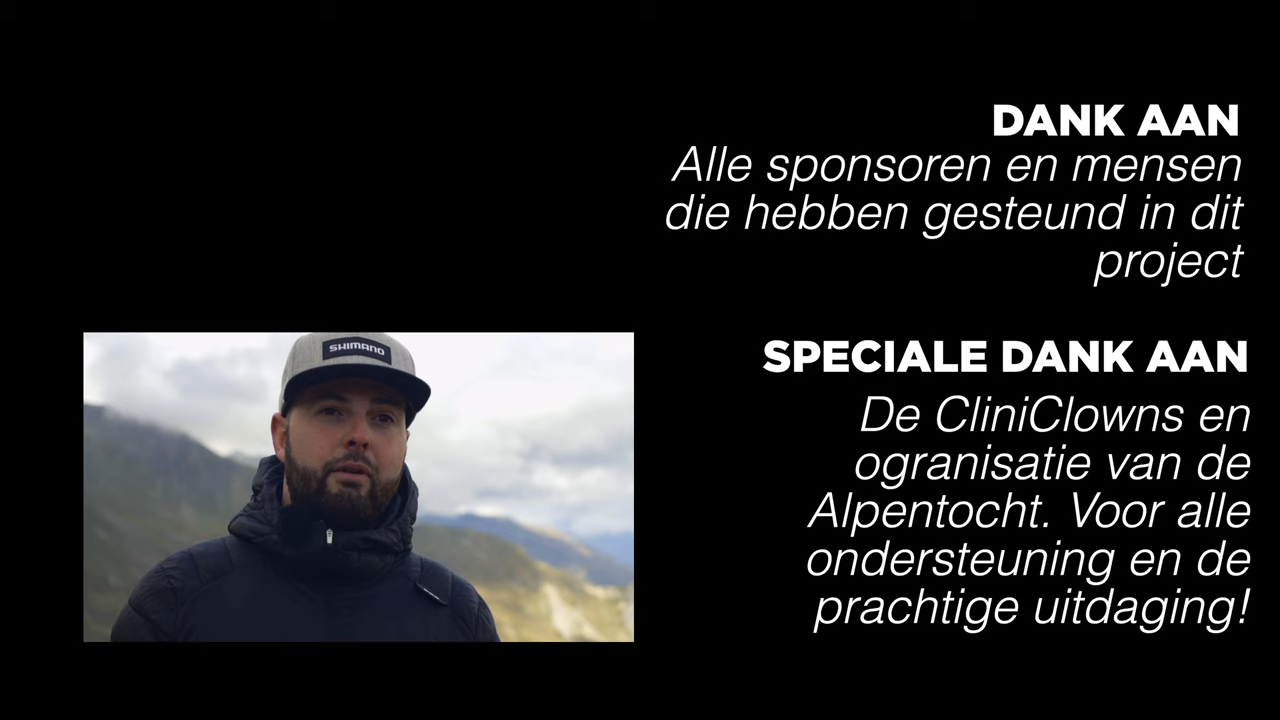 DANK AAN
Alle sponsoren en mensen
die hebben gesteund in dit
project
SHIMANO
SPECIALE DANK AAN
De CliniClowns en
ogranisatie van de
Alpentocht. Voor alle
ondersteuning en de
prachtige uitdaging!